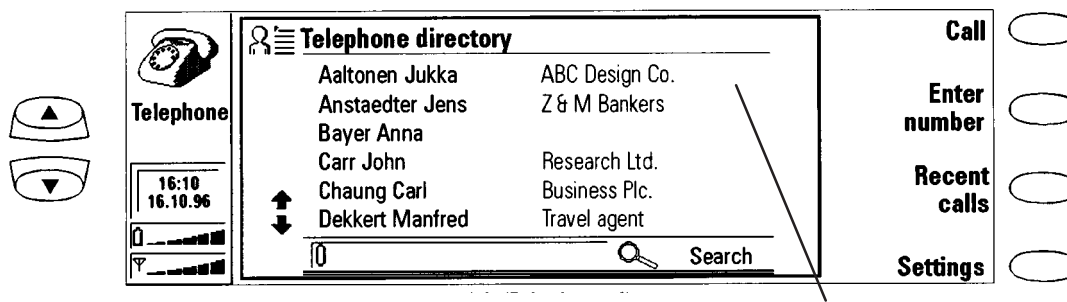 Telephone
16:10
16.10.96
Telephone directory
Aaltonen Jukka ABC Design Co.
Anstaedter Jens Z & M Bankers
Bayer Anna
Carr John Research Ltd.
Chaung Carl Business Plc.
Dekkert Manfred Travel agent
Search
Call
Enter
number
Recent
calls
Settings